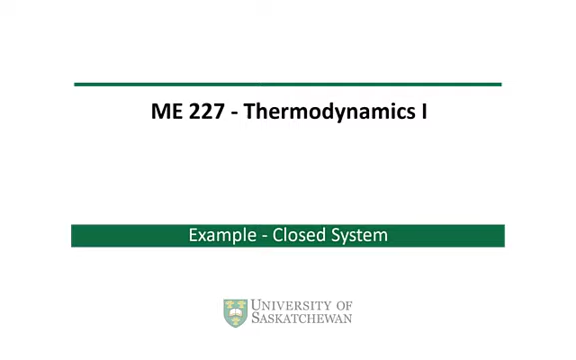 ME 227 - Thermodynamics I
Example - Closed System
UNIVERSITY OF
SASKATCHEWAN